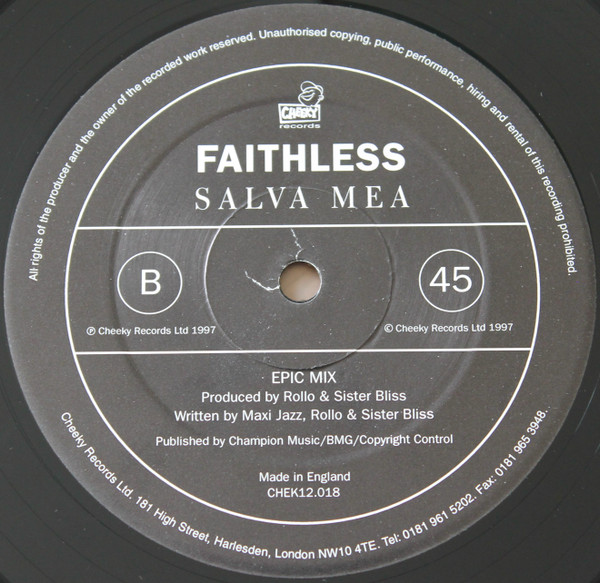 All rights of the producer and the owner of the recorded work reserved. Unauthorised copying, public performance, hiring and rental of this recording prohibited.
CHEEKY
records
FAITHLESS
SALVA MEA
B
45
℗ Cheeky Records Ltd 1997
© Cheeky Records Ltd 1997
EPIC MIX
Produced by Rollo & Sister Bliss
Written by Maxi Jazz, Rollo & Sister Bliss
Published by Champion Music/BMG/Copyright Control
Made in England
CHEK12.018
Cheeky Records Ltd. 181 High Street, Harlesden, London NW10 4TE. Tel: 0181 961 5202. Fax: 0181 965 3948.